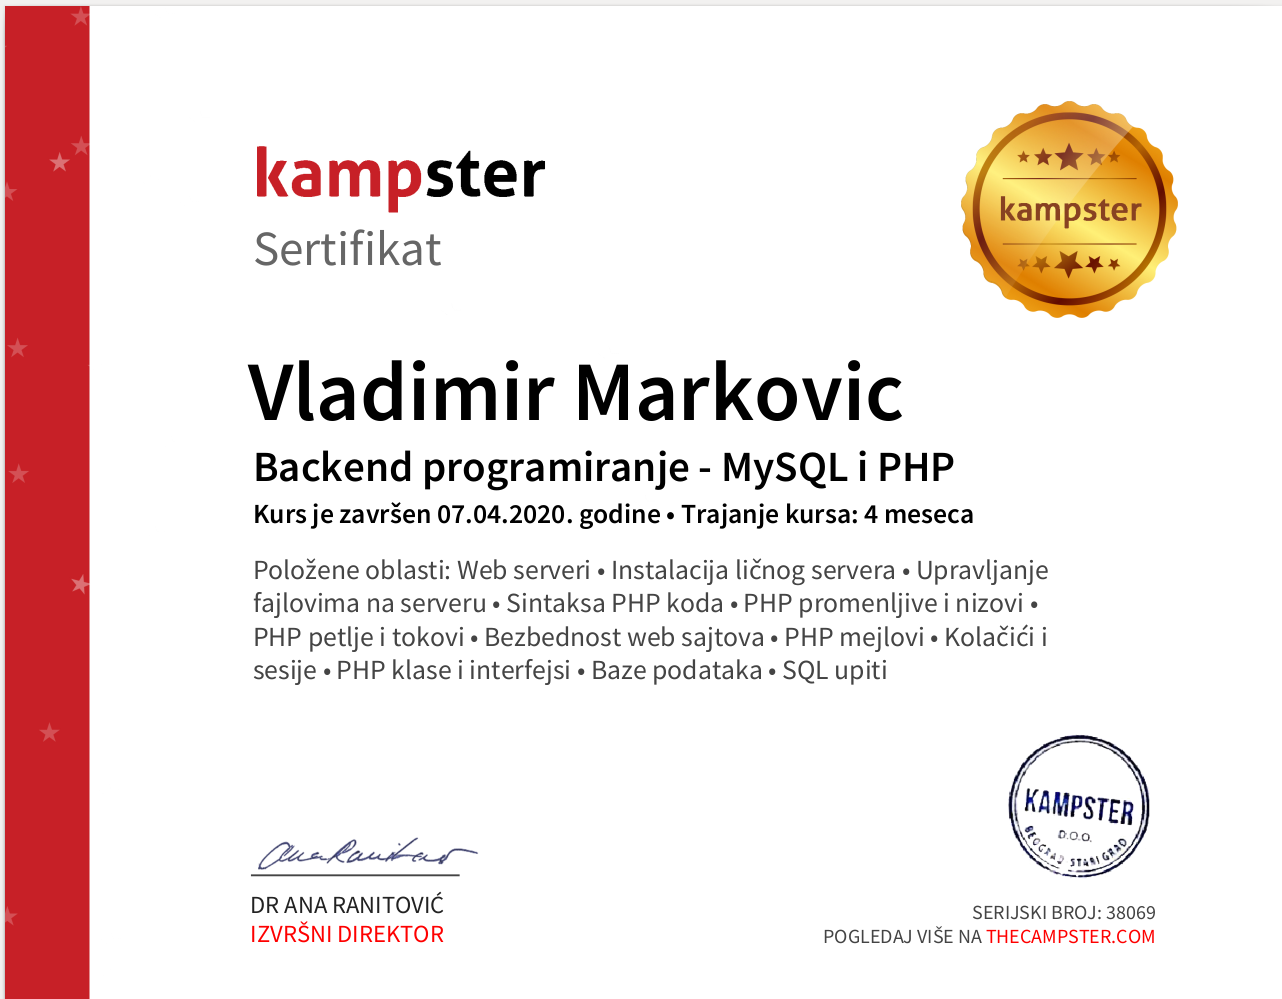 kampster
Sertifikat
kampster
Vladimir Markovic
Backend programiranje - MySQL i PHP
Kurs je završen 07.04.2020. godine • Trajanje kursa: 4 meseca
Položene oblasti: Web serveri • Instalacija ličnog servera • Upravljanje
fajlovima na serveru • Sintaksa PHP koda • PHP promenljive i nizovi •
PHP petlje i tokovi • Bezbednost web sajtova • PHP mejlovi • Kolačići i
sesije • PHP klase i interfejsi • Baze podataka • SQL upiti
KAMPSTER
D.O.O.
BEOGRAD STARI GRAD
Ana Ranitović
DR ANA RANITOVIĆ
IZVRŠNI DIREKTOR
SERIJSKI BROJ: 38069
POGLEDAJ VIŠE NA THECAMPSTER.COM